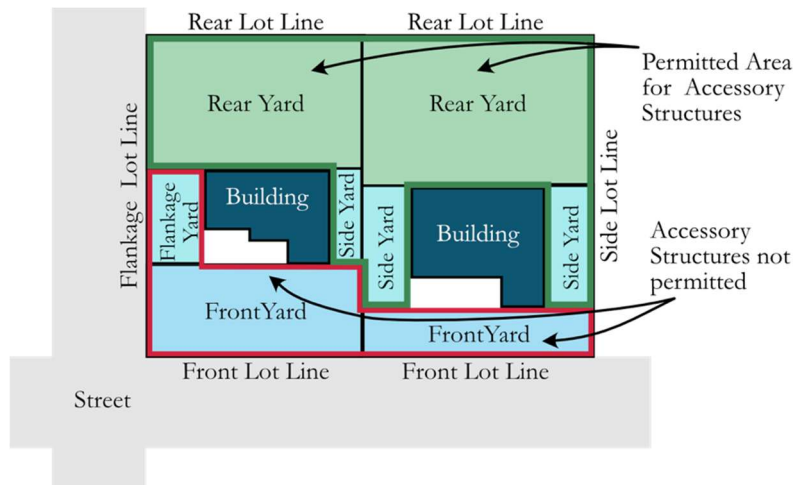 Rear Lot Line
Rear Lot Line
Permitted Area
for Accessory
Structures
Rear Yard
Rear Yard
Flankage Lot Line
Side Lot Line
Flankage
Yard
Building
Side Yard
Side Yard
Building
Side Yard
Accessory
Structures not
permitted
FrontYard
FrontYard
Front Lot Line
Front Lot Line
Street